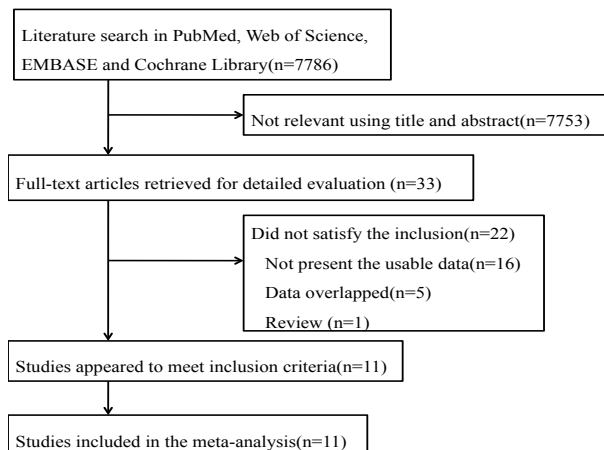 Literature search in PubMed, Web of Science,
EMBASE and Cochrane Library(n=7786)
Not relevant using title and abstract(n=7753)
Full-text articles retrieved for detailed evaluation (n=33)
Did not satisfy the inclusion(n=22)
Not present the usable data(n=16)
Data overlapped(n=5)
Review (n=1)
Studies appeared to meet inclusion criteria(n=11)
Studies included in the meta-analysis(n=11)